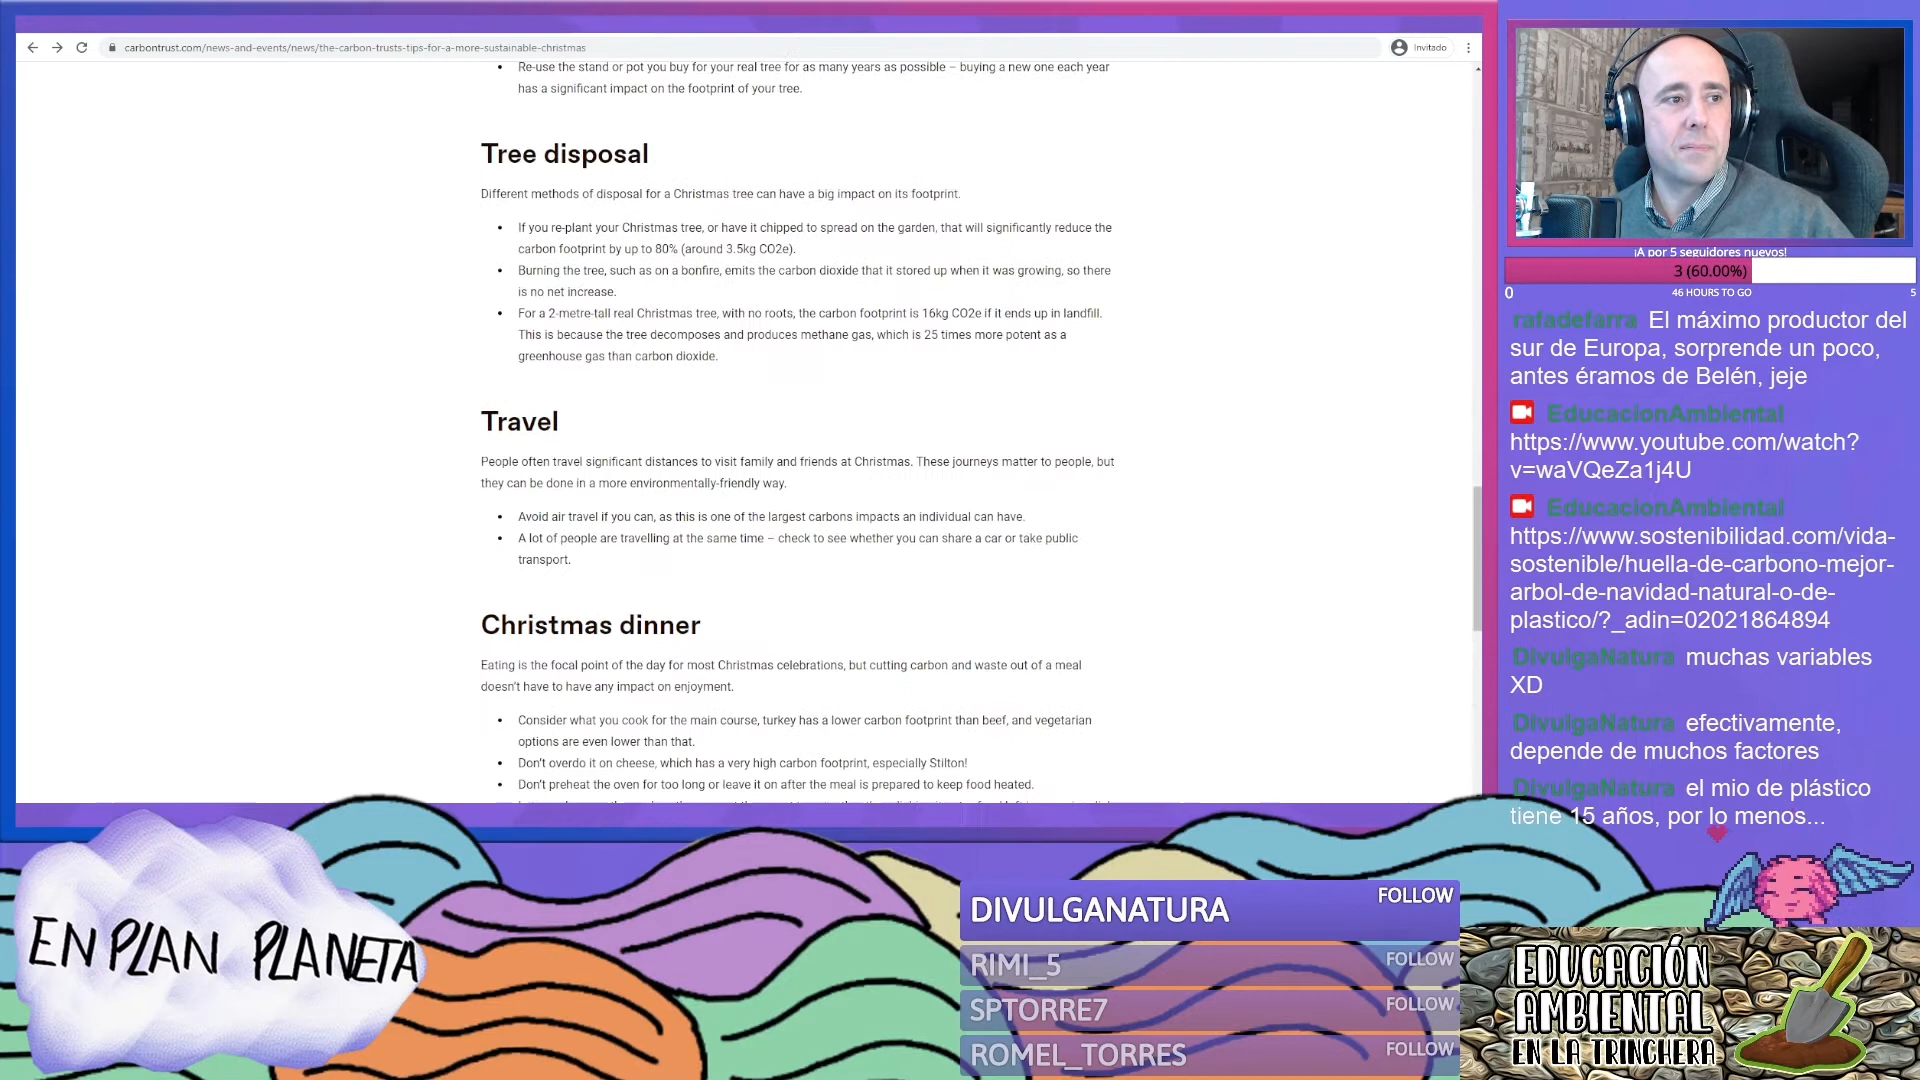 carbontrust.com/news-and-events/news/the-carbon-trusts-tips-for-a-more-sustainable-christmas
Invitado
Re-use the stand or pot you buy for your real tree for as many years as possible – buying a new one each year
has a significant impact on the footprint of your tree.
Tree disposal
Different methods of disposal for a Christmas tree can have a big impact on its footprint.
If you re-plant your Christmas tree, or have it chipped to spread on the garden, that will significantly reduce the
carbon footprint by up to 80% (around 3.5kg CO2e).
Burning the tree, such as on a bonfire, emits the carbon dioxide that it stored up when it was growing, so there
is no net increase.
For a 2-metre-tall real Christmas tree, with no roots, the carbon footprint is 16kg CO2e if it ends up in landfill.
This is because the tree decomposes and produces methane gas, which is 25 times more potent as a
greenhouse gas than carbon dioxide.
Travel
People often travel significant distances to visit family and friends at Christmas. These journeys matter to people, but
they can be done in a more environmentally-friendly way.
Avoid air travel if you can, as this is one of the largest carbons impacts an individual can have.
A lot of people are travelling at the same time – check to see whether you can share a car or take public
transport.
Christmas dinner
Eating is the focal point of the day for most Christmas celebrations, but cutting carbon and waste out of a meal
doesn't have to have any impact on enjoyment.
Consider what you cook for the main course, turkey has a lower carbon footprint than beef, and vegetarian
options are even lower than that.
Don't overdo it on cheese, which has a very high carbon footprint, especially Stilton!
Don't preheat the oven for too long or leave it on after the meal is prepared to keep food heated.
¡A por 5 seguidores nuevos!
3 (60.00%)
0
46 HOURS TO GO
5
rafadefarra El máximo productor del
sur de Europa, sorprende un poco,
antes éramos de Belén, jeje
EducacionAmbiental
https://www.youtube.com/watch?
v=waVQeZa1j4U
EducacionAmbiental
https://www.sostenibilidad.com/vida-
sostenible/huella-de-carbono-mejor-
arbol-de-navidad-natural-o-de-
plastico/?_adin=02021864894
DivulgaNatura muchas variables
XD
DivulgaNatura efectivamente,
depende de muchos factores
DivulgaNatura el mio de plástico
tiene 15 años, por lo menos...
EN PLAN PLANETA
DIVULGANATURA FOLLOW
RIMI_5 FOLLOW
SPTORRE7 FOLLOW
ROMEL_TORRES FOLLOW
EDUCACIÓN
AMBIENTAL
EN LA TRINCHERA